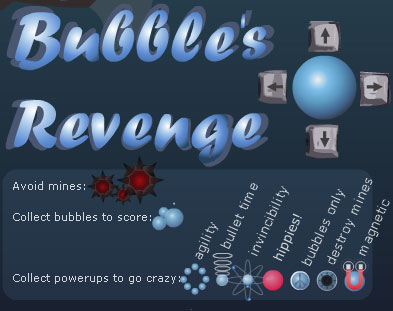 Bubble's
Revenge
Avoid mines:
Collect bubbles to score:
Collect powerups to go crazy:
agility
bullet time
invincibility
hippies!
bubbles only
destroy mines
magnetic